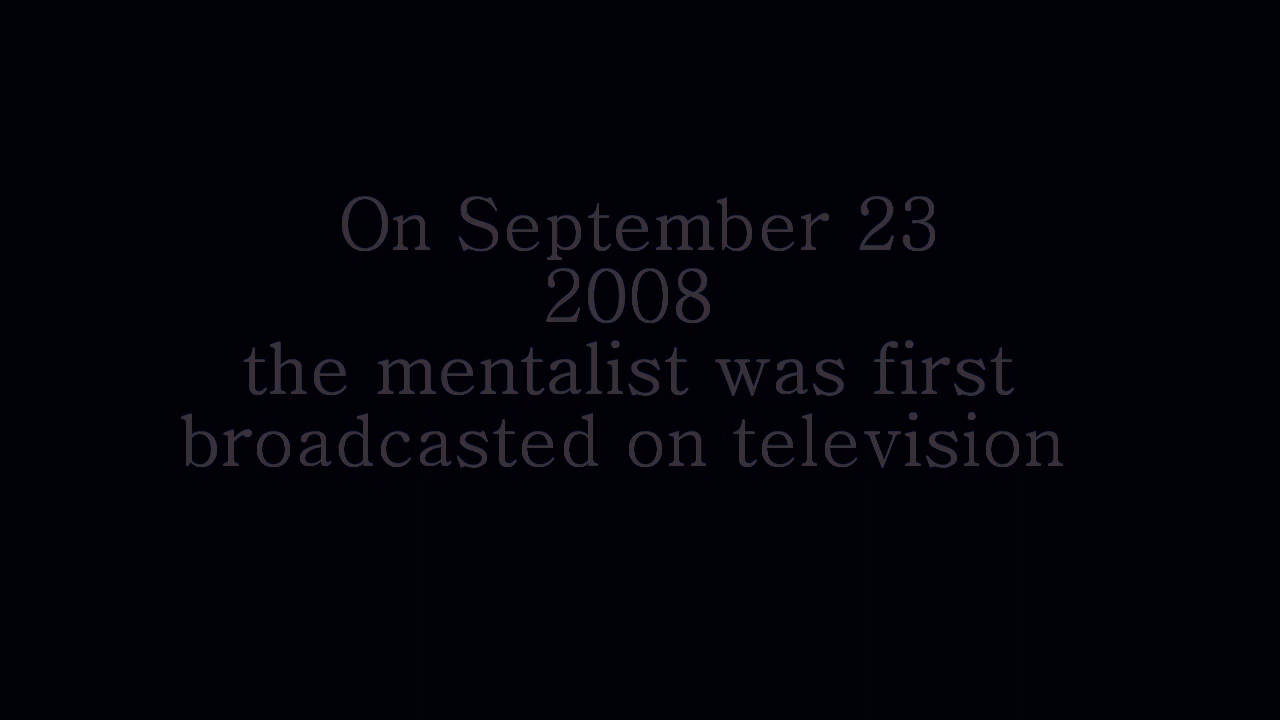 On September 23
2008
the mentalist was first
broadcasted on television